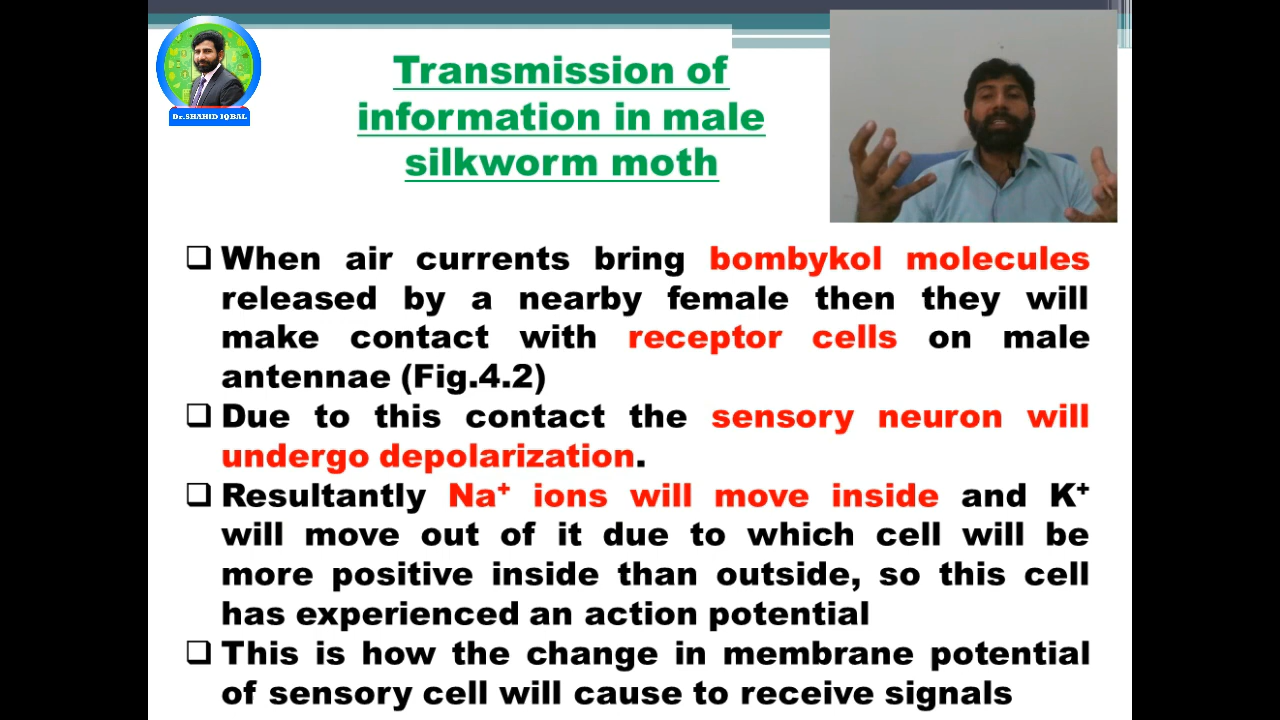 Dr.SHAHID IQBAL
Transmission of
information in male
silkworm moth
❑ When air currents bring bombykol molecules
released by a nearby female then they will
make contact with receptor cells on male
antennae (Fig.4.2)
❑ Due to this contact the sensory neuron will
undergo depolarization.
❑ Resultantly Na⁺ ions will move inside and K⁺
will move out of it due to which cell will be
more positive inside than outside, so this cell
has experienced an action potential
❑ This is how the change in membrane potential
of sensory cell will cause to receive signals